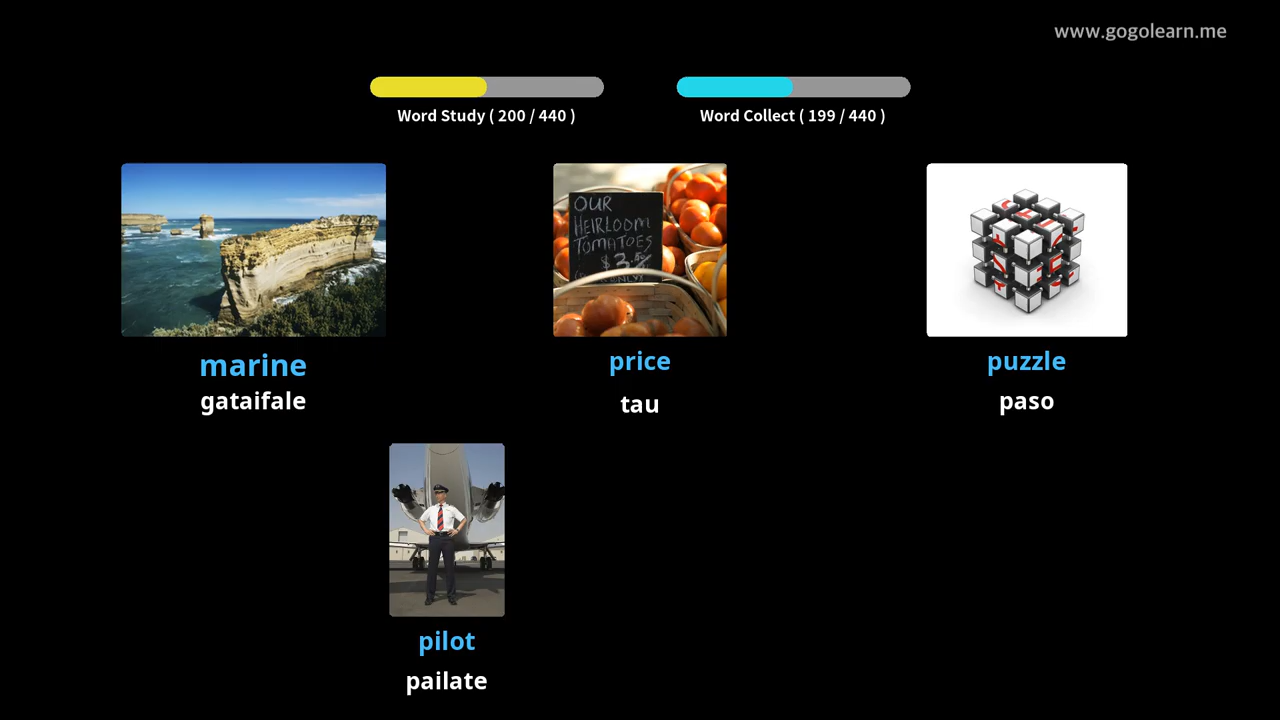 www.gogolearn.me
Word Study ( 200 / 440 )
Word Collect ( 199 / 440 )
OUR
HEIRLOOM
TOMATOES
marine
gataifale
price
tau
puzzle
paso
pilot
pailate